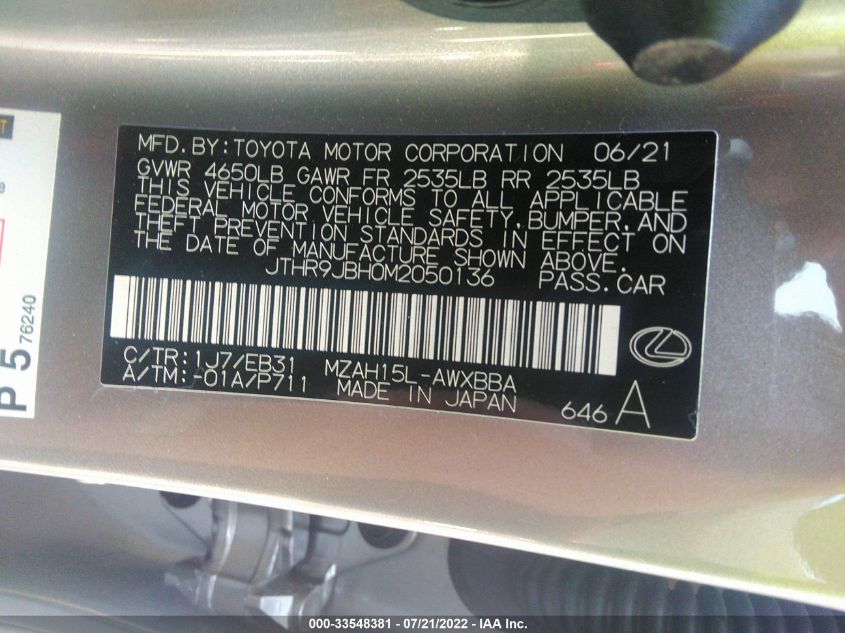 MFD.BY:TOYOTA MOTOR CORPORATION 06/21
GVWR 4650LB GAWR FR 2535LB RR 2535LB
THIS VEHICLE CONFORMS TO ALL APPLICABLE
FEDERAL MOTOR VEHICLE SAFETY,BUMPER,AND
THEFT PREVENTION STANDARDS IN EFFECT ON
THE DATE OF MANUFACTURE SHOWN ABOVE.
JTHR9JBH0M2050136 PASS.CAR
C/TR:1J7/EB31 MZAH15L-AWXBBA
A/TM:-01A/P711 MADE IN JAPAN
646 A
P 5 76240
000-33548381 - 07/21/2022 - IAA Inc.